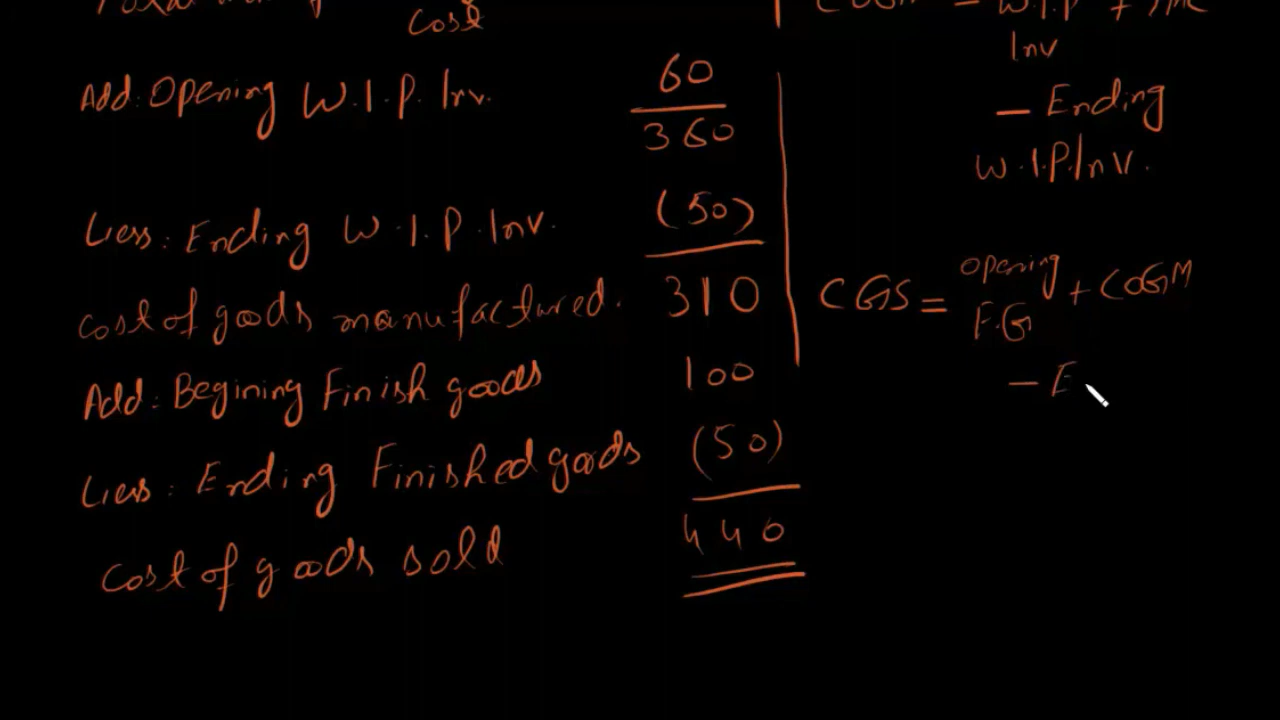 Cost
Add: Opening W.I.P. Inv. 60
360
Less: Ending W.I.P. Inv. (50)
Cost of goods manufactured. 310
Add: Begining Finish goods 100
Less: Ending Finished goods (50)
Cost of goods sold 440
W.I.P +
Inv
— Ending
W.I.P Inv.
CGS = Opening F.G + COGM
— E